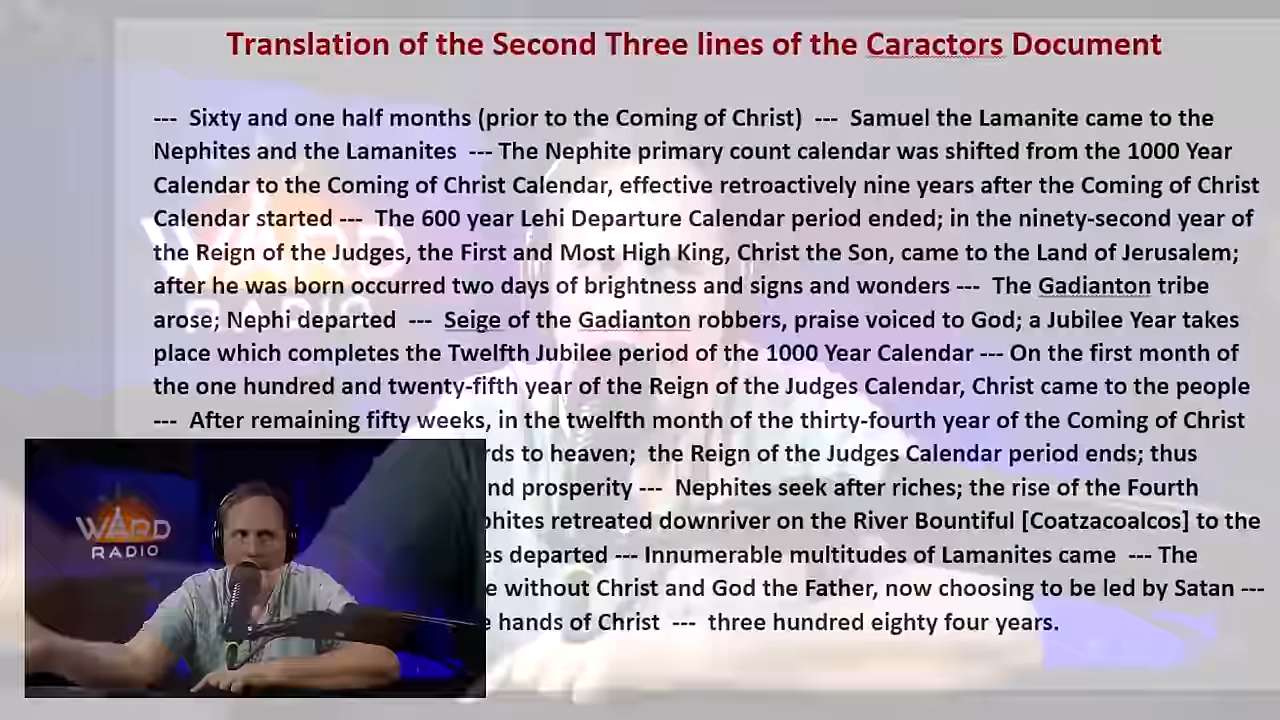 Translation of the Second Three lines of the Caractors Document
--- Sixty and one half months (prior to the Coming of Christ) --- Samuel the Lamanite came to the
Nephites and the Lamanites --- The Nephite primary count calendar was shifted from the 1000 Year
Calendar to the Coming of Christ Calendar, effective retroactively nine years after the Coming of Christ
Calendar started --- The 600 year Lehi Departure Calendar period ended; in the ninety-second year of
the Reign of the Judges, the First and Most High King, Christ the Son, came to the Land of Jerusalem;
after he was born occurred two days of brightness and signs and wonders --- The Gadianton tribe
arose; Nephi departed --- Seige of the Gadianton robbers, praise voiced to God; a Jubilee Year takes
place which completes the Twelfth Jubilee period of the 1000 Year Calendar --- On the first month of
the one hundred and twenty-fifth year of the Reign of the Judges Calendar, Christ came to the people
--- After remaining fifty weeks, in the twelfth month of the thirty-fourth year of the Coming of Christ
to heaven; the Reign of the Judges Calendar period ends; thus
prosperity --- Nephites seek after riches; the rise of the Fourth
retreated downriver on the River Bountiful [Coatzacoalcos] to the
departed --- Innumerable multitudes of Lamanites came --- The
without Christ and God the Father, now choosing to be led by Satan ---
hands of Christ --- three hundred eighty four years.
WARD
RADIO
WARD
RADIO